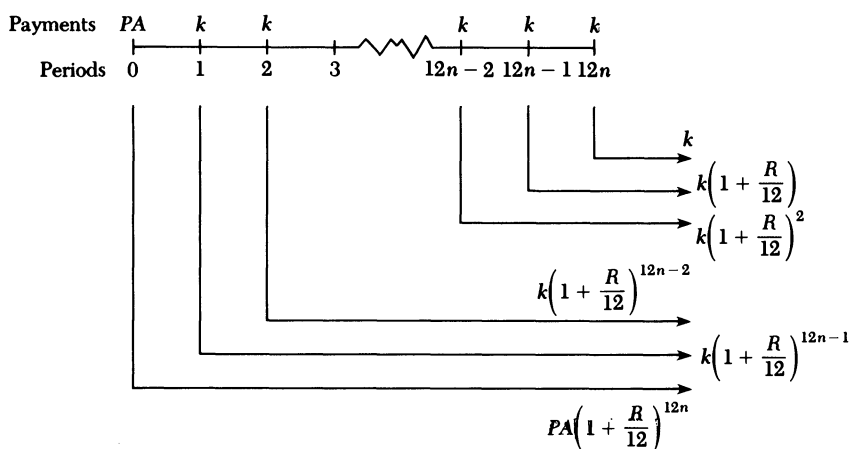 Payments PA k k k k k
Periods 0 1 2 3 12n − 2 12n − 1 12n
k
k(1 + R/12)
k(1 + R/12)^2
k(1 + R/12)^{12n−2}
k(1 + R/12)^{12n−1}
PA(1 + R/12)^{12n}